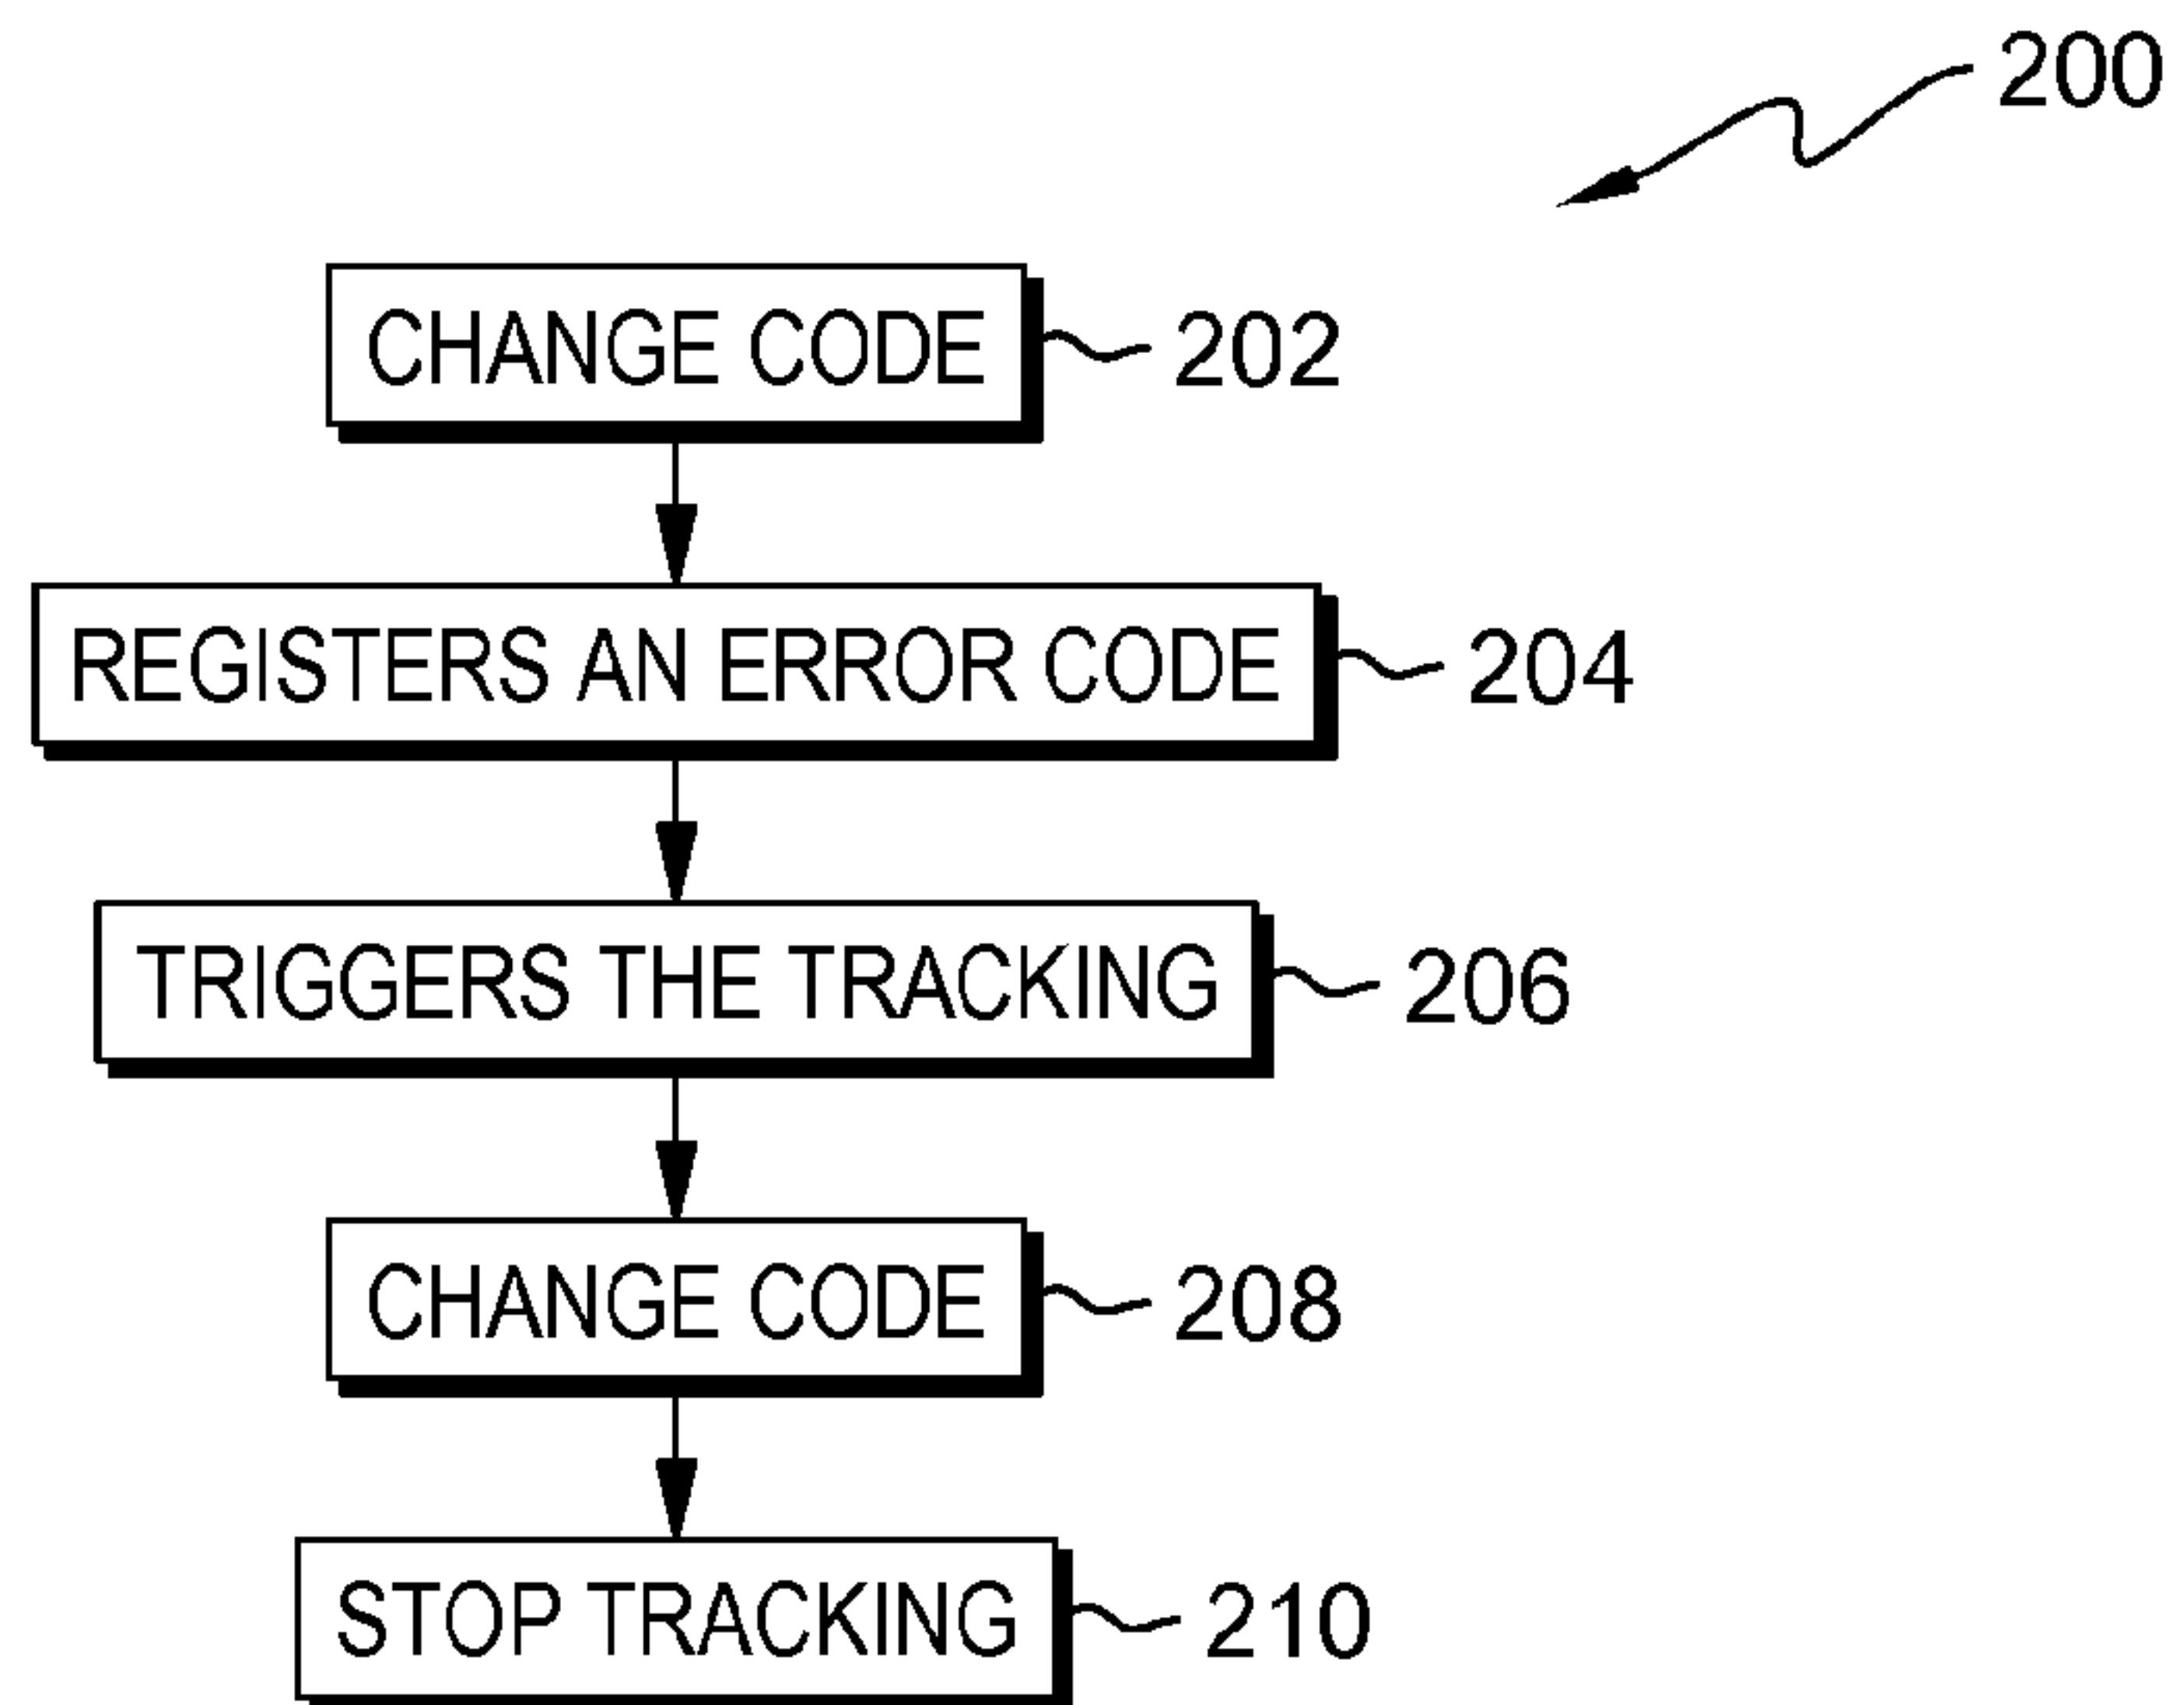 200
CHANGE CODE 202
REGISTERS AN ERROR CODE 204
TRIGGERS THE TRACKING 206
CHANGE CODE 208
STOP TRACKING 210